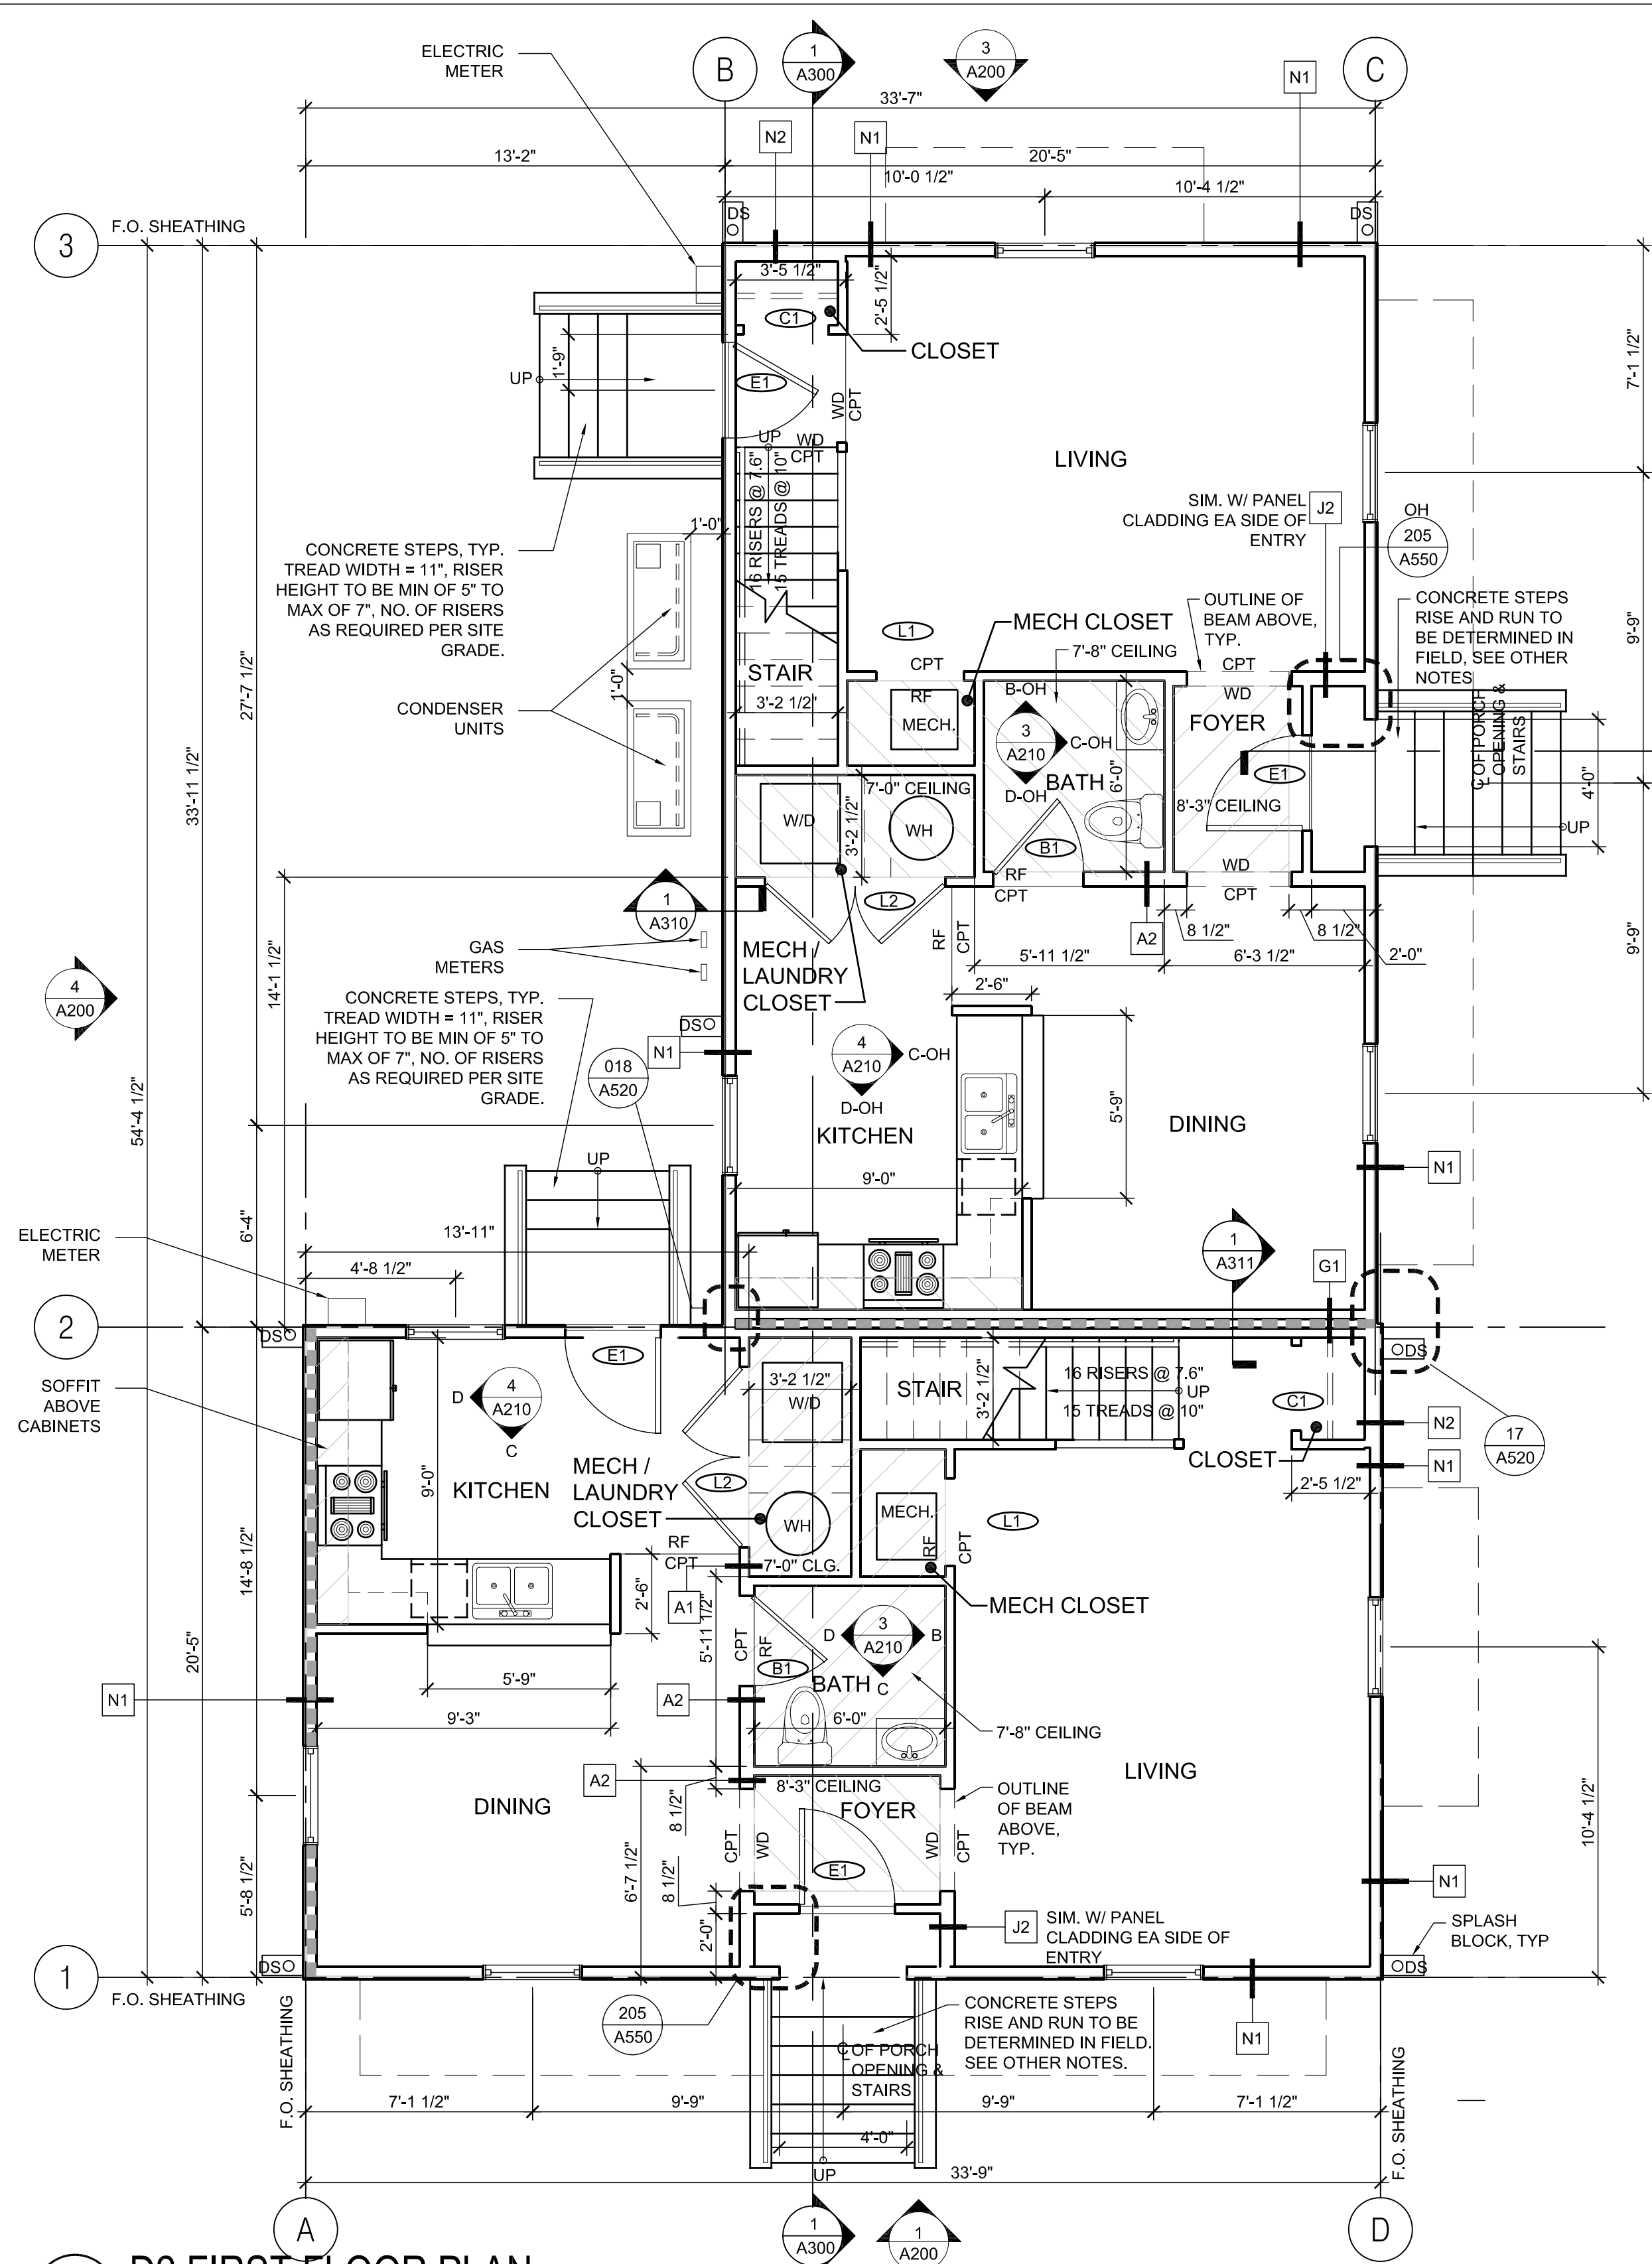 ELECTRIC
METER
B
1
A300
3
A200
N1
C
33'-7"
N2
N1
13'-2"
20'-5"
10'-0 1/2"
10'-4 1/2"
3
F.O. SHEATHING
DS
DS
3'-5 1/2"
2'-5 1/2"
C1
CLOSET
1'-9"
UP
E1
WD
CPT
7'-1 1/2"
UP
WD
CPT
16 RISERS @ 7.6"
15 TREADS @ 10"
LIVING
SIM. W/ PANEL
CLADDING EA SIDE OF
ENTRY
J2
OH
205
A550
1'-0"
CONCRETE STEPS, TYP.
TREAD WIDTH = 11", RISER
HEIGHT TO BE MIN OF 5" TO
MAX OF 7", NO. OF RISERS
AS REQUIRED PER SITE
GRADE.
OUTLINE OF
BEAM ABOVE,
TYP.
CONCRETE STEPS
RISE AND RUN TO
BE DETERMINED IN
FIELD, SEE OTHER
NOTES
9'-9"
L1
MECH CLOSET
7'-8" CEILING
CPT
CPT
27'-7 1/2"
1'-0"
CONDENSER
UNITS
STAIR
3'-2 1/2"
RF
MECH.
B-OH
3
A210
C-OH
D-OH
BATH
6'-0"
WD
FOYER
E1
8'-3" CEILING
CL OF PORCH
OPENING &
STAIRS
4'-0"
UP
33'-11 1/2"
7'-0" CEILING
W/D
3'-2 1/2"
WH
B1
RF
CPT
WD
CPT
1
A310
L2
A2
8 1/2"
8 1/2"
2'-0"
9'-9"
GAS
METERS
MECH /
LAUNDRY
CLOSET
RF
CPT
5'-11 1/2"
6'-3 1/2"
2'-6"
4
A200
14'-1 1/2"
CONCRETE STEPS, TYP.
TREAD WIDTH = 11", RISER
HEIGHT TO BE MIN OF 5" TO
MAX OF 7", NO. OF RISERS
AS REQUIRED PER SITE
GRADE.
DS
N1
018
A520
4
A210
C-OH
D-OH
KITCHEN
5'-9"
DINING
54'-4 1/2"
UP
9'-0"
N1
6'-4"
ELECTRIC
METER
13'-11"
4'-8 1/2"
1
A311
G1
2
DS
DS
E1
SOFFIT
ABOVE
CABINETS
D
4
A210
C
3'-2 1/2"
W/D
STAIR
3'-2 1/2"
16 RISERS @ 7.6"
UP
15 TREADS @ 10"
C1
N2
17
A520
CLOSET
N1
9'-0"
KITCHEN
MECH /
LAUNDRY
CLOSET
L2
2'-5 1/2"
MECH.
L1
WH
RF
CPT
RF
CPT
7'-0" CLG.
14'-8 1/2"
2'-6"
A1
MECH CLOSET
5'-11 1/2"
CPT
RF
D
3
A210
B
C
20'-5"
B1
BATH
5'-9"
N1
A2
9'-3"
6'-0"
7'-8" CEILING
LIVING
A2
8'-3" CEILING
OUTLINE
OF BEAM
ABOVE,
TYP.
DINING
8 1/2"
FOYER
CPT
WD
WD
CPT
10'-4 1/2"
E1
6'-7 1/2"
8 1/2"
5'-8 1/2"
N1
2'-0"
J2
SIM. W/ PANEL
CLADDING EA SIDE OF
ENTRY
SPLASH
BLOCK, TYP
1
DS
DS
F.O. SHEATHING
205
A550
CONCRETE STEPS
RISE AND RUN TO BE
DETERMINED IN FIELD.
SEE OTHER NOTES.
N1
CL OF PORCH
OPENING &
STAIRS
F.O. SHEATHING
F.O. SHEATHING
7'-1 1/2"
9'-9"
9'-9"
7'-1 1/2"
4'-0"
UP
33'-9"
A
1
A300
1
A200
D
D2 FIRST FLOOR PLAN